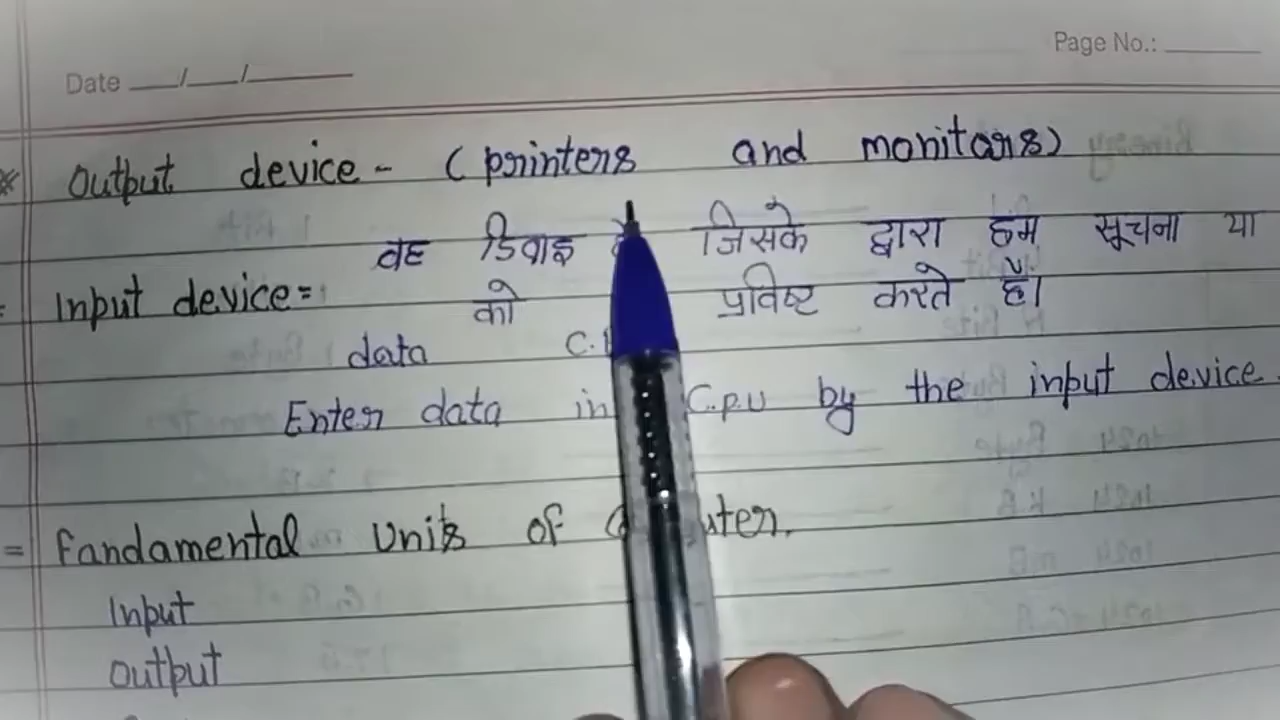 Page No.:
Date
Output device - (printers and monitors)
वह डिवाइ जिसके द्वारा हम सूचना या
Input device =
को प्रविष्ट करते हैं।
data
Enter data in C.P.U by the input device.
= Fandamental Units of
Input
Output